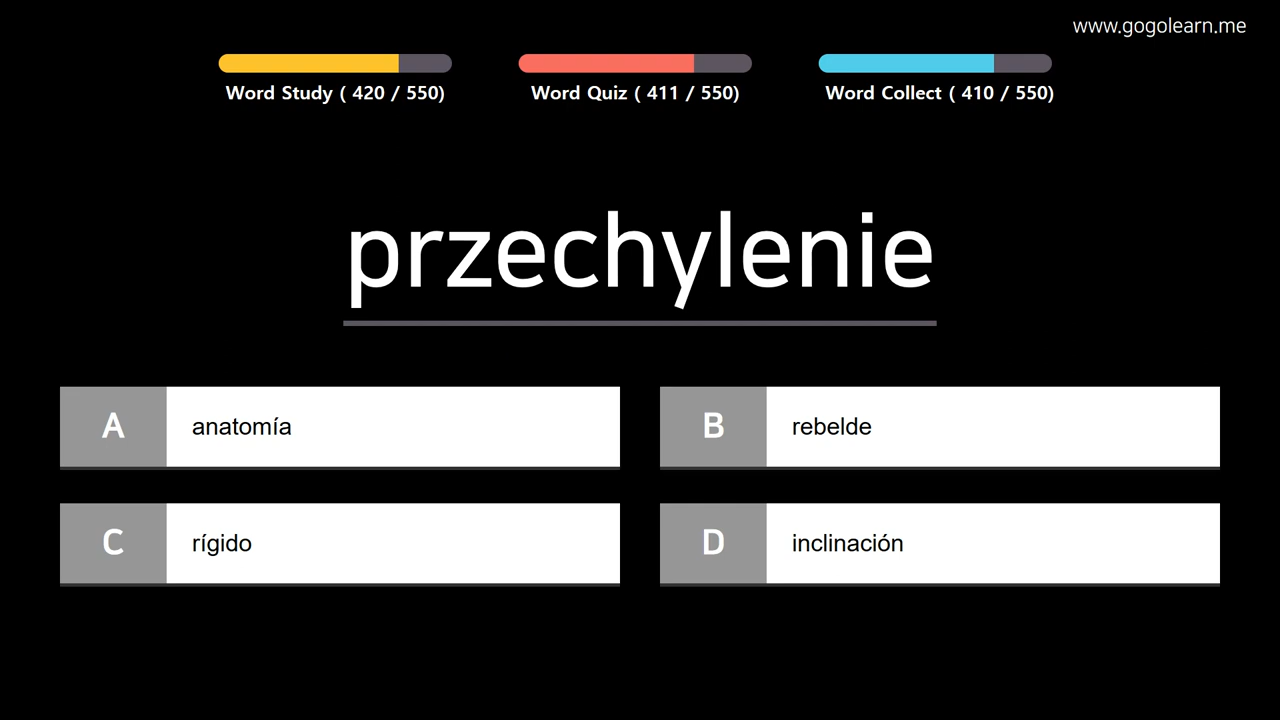 www.gogolearn.me
Word Study ( 420 / 550)
Word Quiz ( 411 / 550)
Word Collect ( 410 / 550)
przechylenie
A anatomía
B rebelde
C rígido
D inclinación